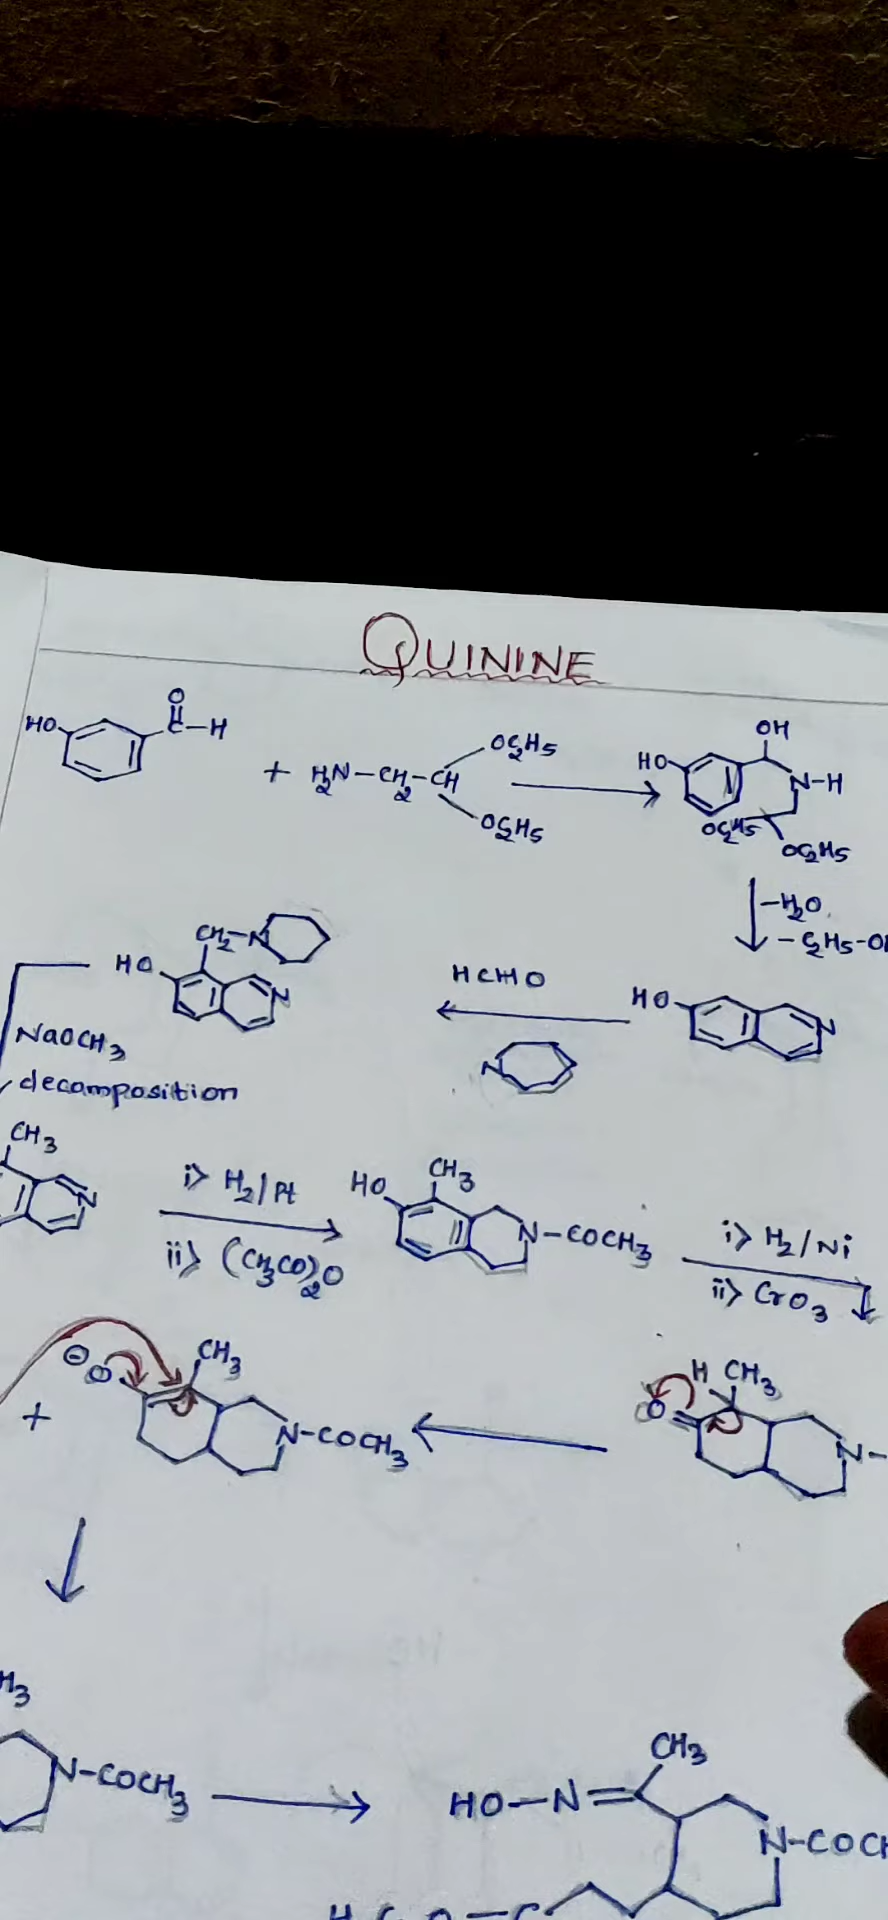 QUININE
HO
O
C-H
+ H2N-CH2-CH
OC2H5
OC2H5
HO
OH
N-H
OC2H5
OC2H5
-H2O
-C2H5-O
HO
CH2-N
N
HCHO
N
HO
N
NaOCH3
decomposition
CH3
N
i> H2/Pt
ii> (CH3CO)2O
HO
CH3
N-COCH3
i> H2/Ni
ii> CrO3
⊖
O
CH3
+
N-COCH3
H
CH3
O
N-
H3
N-COCH3
CH3
HO-N=
N-COC